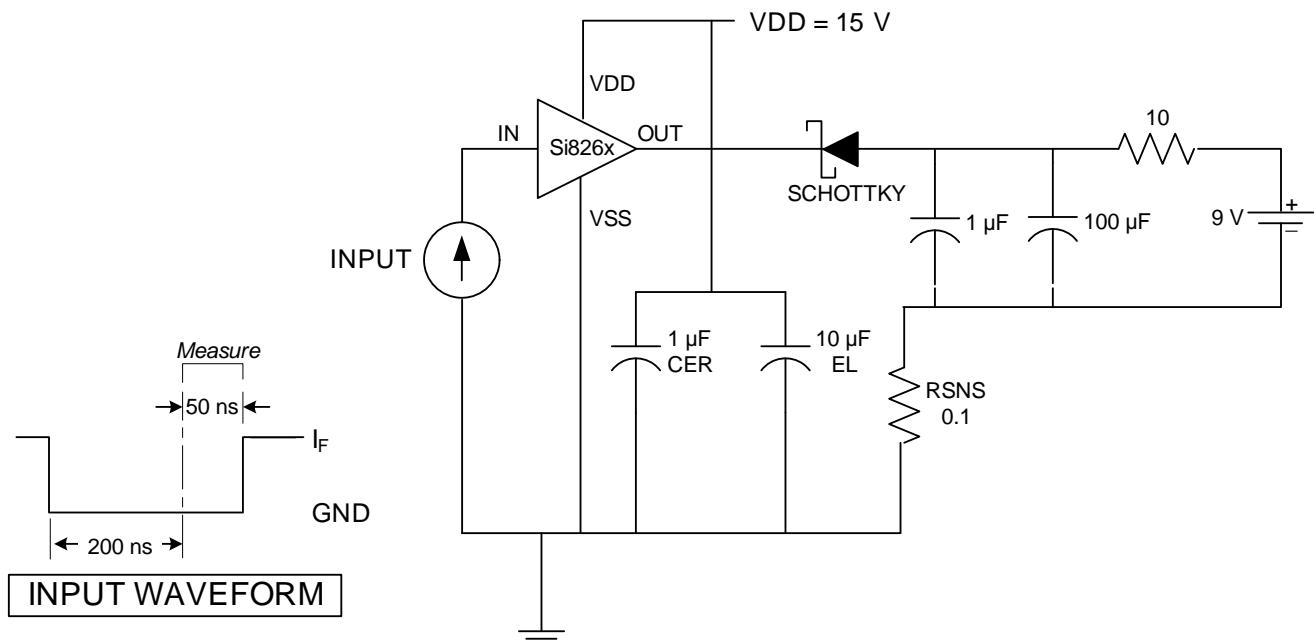 VDD = 15 V
VDD
10
IN
Si826x
OUT
SCHOTTKY
VSS
1 µF
100 µF
9 V
+
–
INPUT
1 µF
CER
10 µF
EL
RSNS
0.1
Measure
50 ns
IF
GND
200 ns
INPUT WAVEFORM